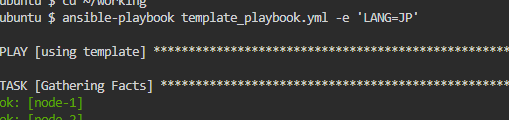 ubuntu $ cd ~/working
ubuntu $ ansible-playbook template_playbook.yml -e 'LANG=JP'
PLAY [using template] **************************************************
TASK [Gathering Facts] *************************************************
ok: [node-1]
ok: [node-2]